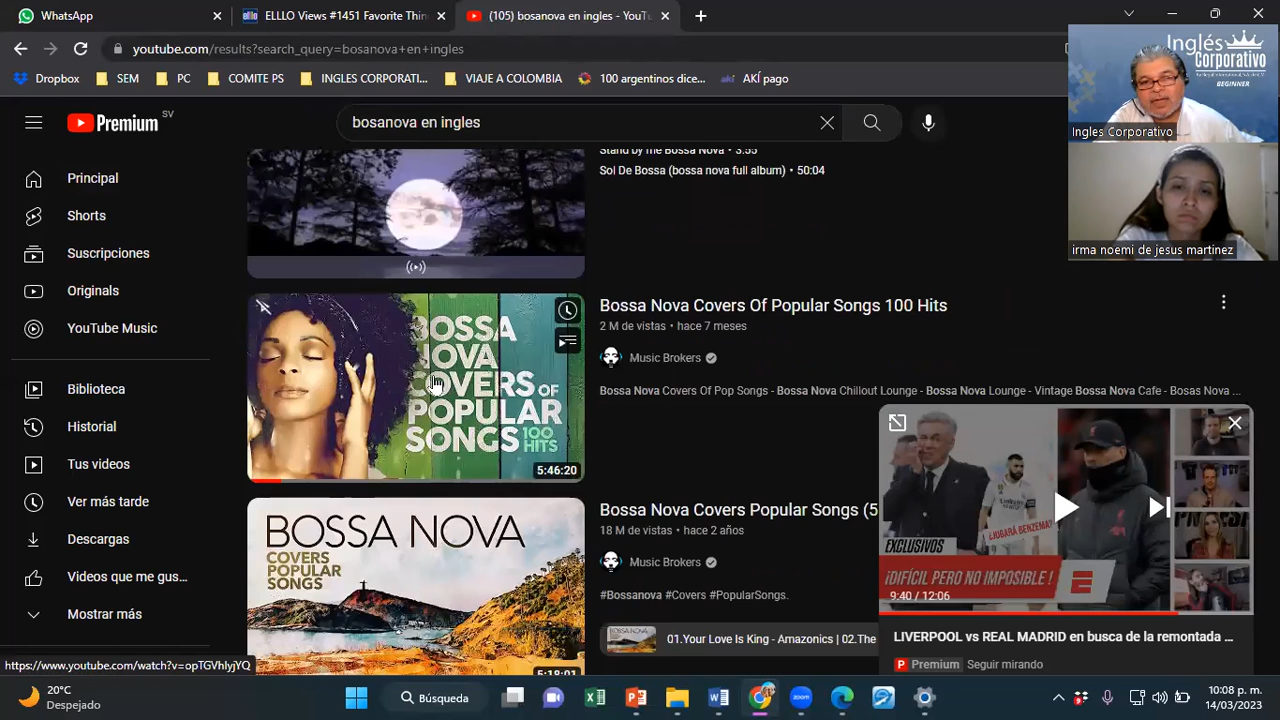 WhatsApp
ELLLO Views #1451 Favorite Thin
(105) bosanova en ingles - YouTu
youtube.com/results?search_query=bosanova+en+ingles
Dropbox
SEM
PC
COMITE PS
INGLES CORPORATI...
VIAJE A COLOMBIA
100 argentinos dice...
akí
AKÍ pago
Inglés
Corporativo
BEGINNER
Ingles Corporativo
irma noemi de jesus martinez
Premium
SV
bosanova en ingles
Principal
Shorts
Suscripciones
Originals
YouTube Music
Biblioteca
Historial
Tus videos
Ver más tarde
Descargas
Videos que me gus...
Mostrar más
Stand by me Bossa Nova • 3:55
Sol De Bossa (bossa nova full album) • 50:04
BOSSA
NOVA
COVERS OF
POPULAR
SONGS 100
HITS
5:46:20
Bossa Nova Covers Of Popular Songs 100 Hits
2 M de vistas • hace 7 meses
Music Brokers
Bossa Nova Covers Of Pop Songs - Bossa Nova Chillout Lounge - Bossa Nova Lounge - Vintage Bossa Nova Cafe - Bosas Nova ...
BOSSA NOVA
COVERS
POPULAR
SONGS
5:18:01
Bossa Nova Covers Popular Songs (5
18 M de vistas • hace 2 años
Music Brokers
#Bossanova #Covers #PopularSongs.
01.Your Love Is King - Amazonics | 02.The
¿JUGARÁ BENZEMA?
EXCLUSIVOS
¡DIFÍCIL PERO NO IMPOSIBLE!
9:40 / 12:06
LIVERPOOL vs REAL MADRID en busca de la remontada ...
P Premium Seguir mirando
https://www.youtube.com/watch?v=opTGVhlyjYQ
20°C
Despejado
Búsqueda
zoom
10:08 p. m.
14/03/2023